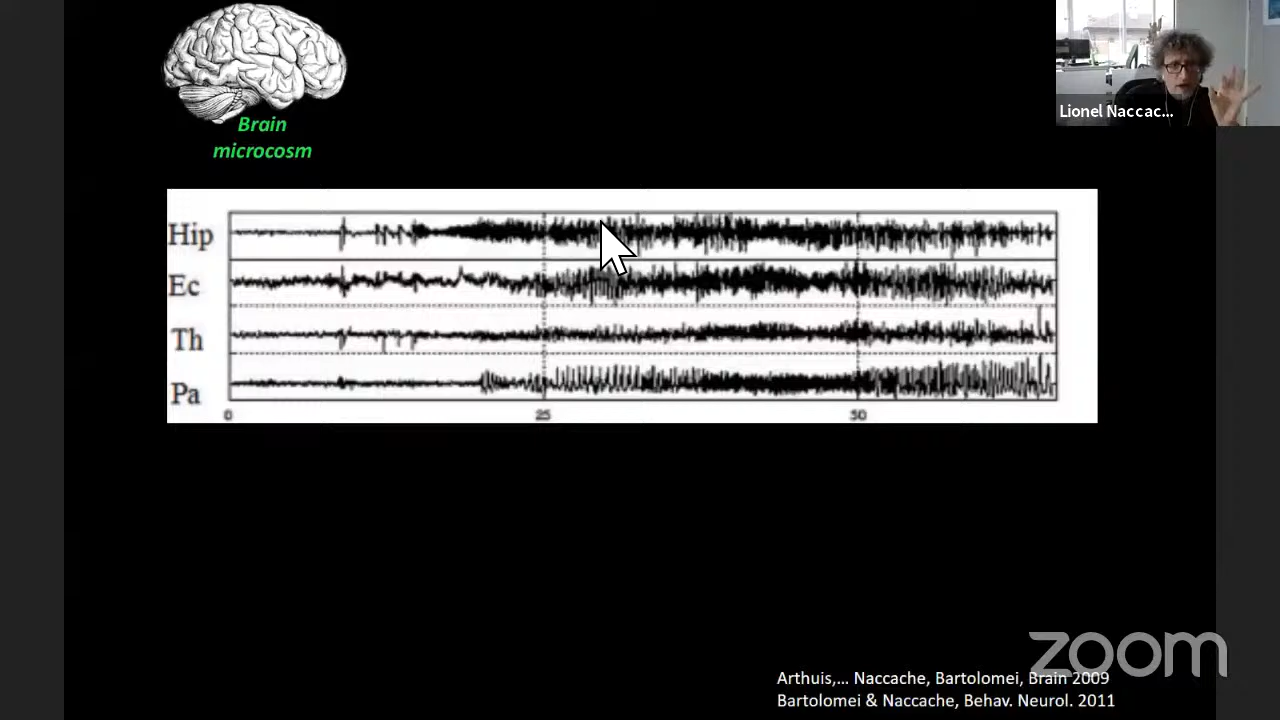 Brain
microcosm
Lionel Naccac...
Hip
Ec
Th
Pa
0
25
50
zoom
Arthuis,... Naccache, Bartolomei, Brain 2009
Bartolomei & Naccache, Behav. Neurol. 2011